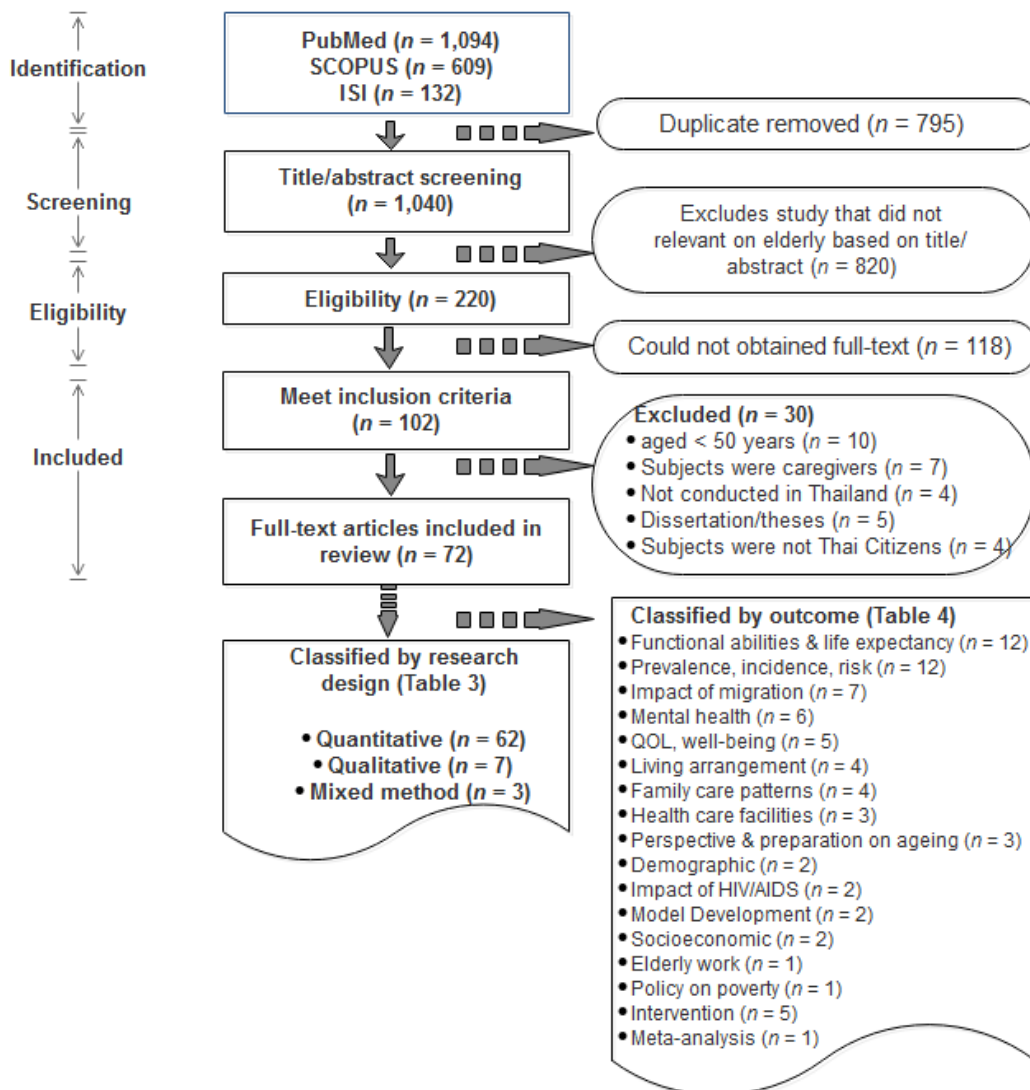 Identification
PubMed (n = 1,094)
SCOPUS (n = 609)
ISI (n = 132)
Duplicate removed (n = 795)
Screening
Title/abstract screening
(n = 1,040)
Excludes study that did not
relevant on elderly based on title/
abstract (n = 820)
Eligibility
Eligibility (n = 220)
Could not obtained full-text (n = 118)
Included
Meet inclusion criteria
(n = 102)
Excluded (n = 30)
• aged < 50 years (n = 10)
• Subjects were caregivers (n = 7)
• Not conducted in Thailand (n = 4)
• Dissertation/theses (n = 5)
• Subjects were not Thai Citizens (n = 4)
Full-text articles included in
review (n = 72)
Classified by research
design (Table 3)
• Quantitative (n = 62)
• Qualitative (n = 7)
• Mixed method (n = 3)
Classified by outcome (Table 4)
• Functional abilities & life expectancy (n = 12)
• Prevalence, incidence, risk (n = 12)
• Impact of migration (n = 7)
• Mental health (n = 6)
• QOL, well-being (n = 5)
• Living arrangement (n = 4)
• Family care patterns (n = 4)
• Health care facilities (n = 3)
• Perspective & preparation on ageing (n = 3)
• Demographic (n = 2)
• Impact of HIV/AIDS (n = 2)
• Model Development (n = 2)
• Socioeconomic (n = 2)
• Elderly work (n = 1)
• Policy on poverty (n = 1)
• Intervention (n = 5)
• Meta-analysis (n = 1)